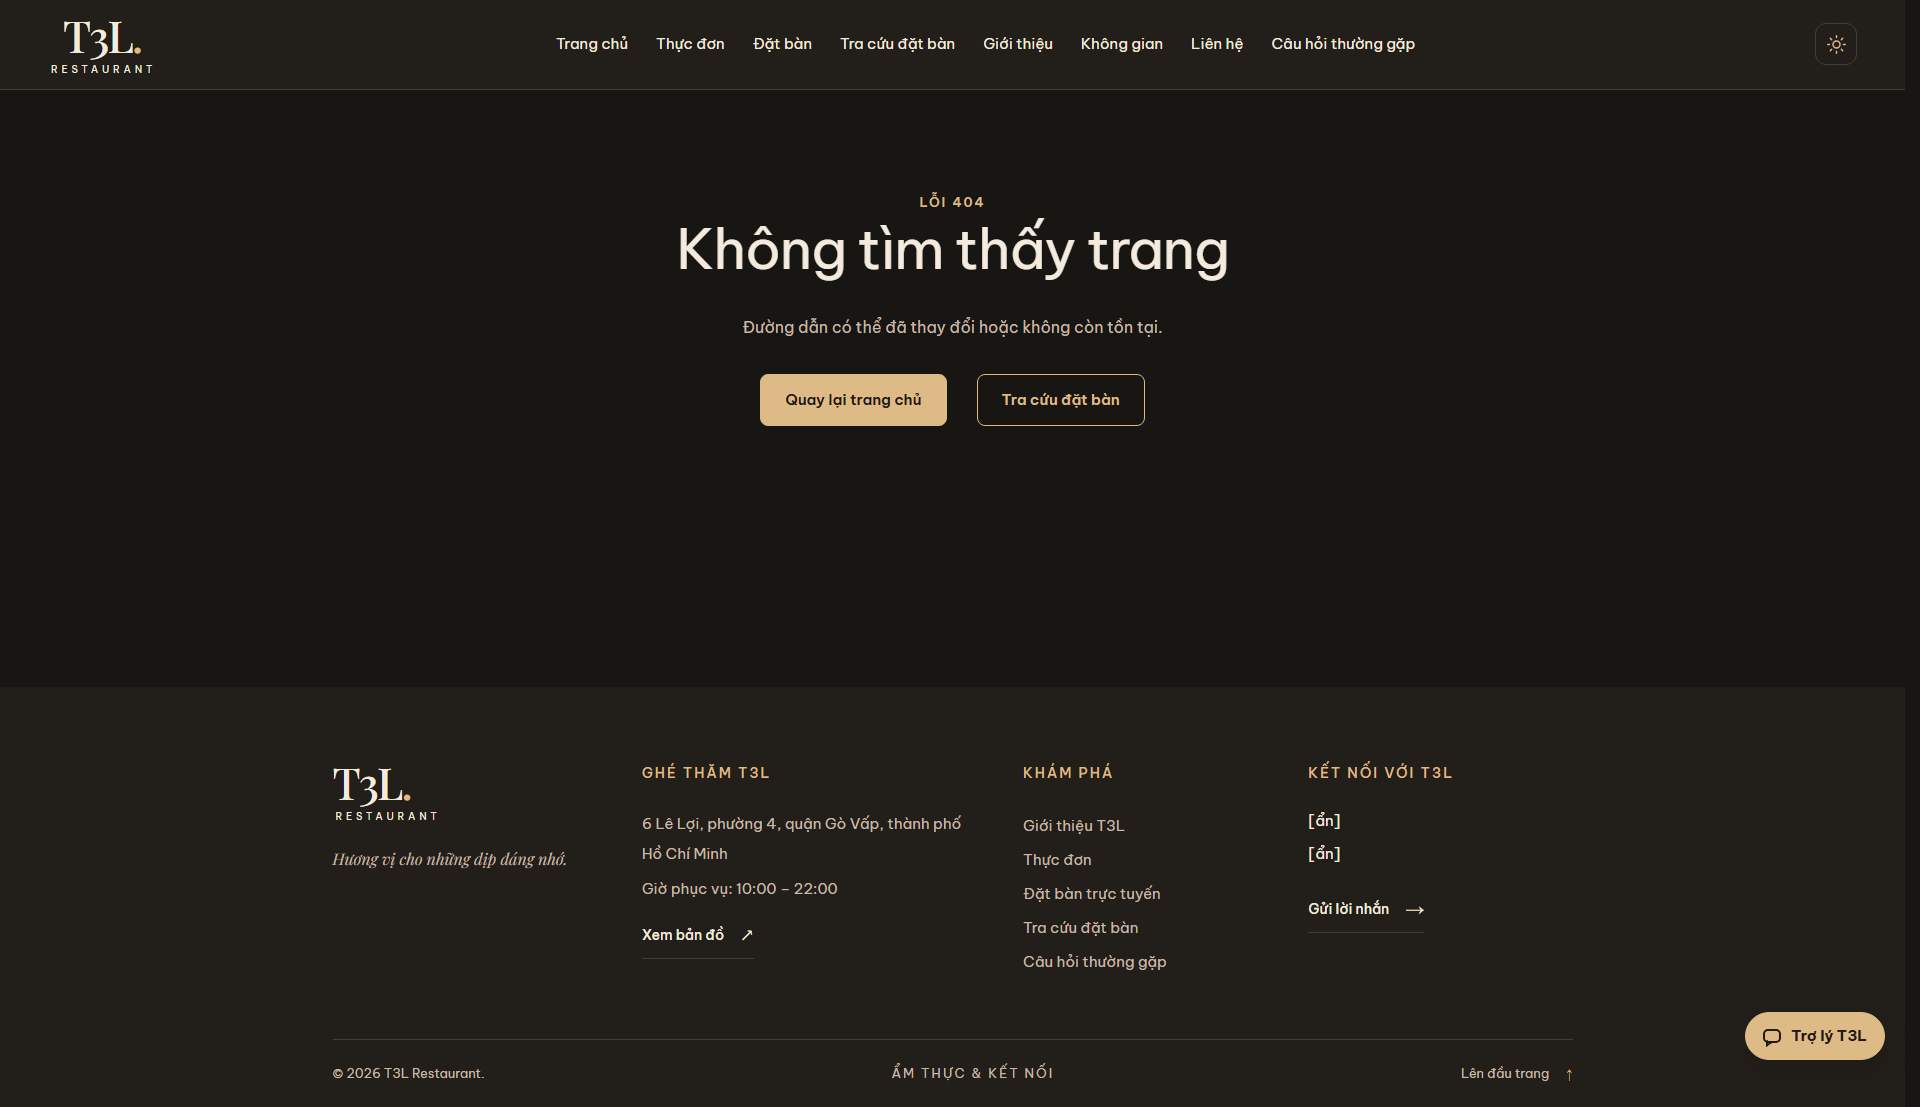 T3L.
RESTAURANT
Trang chủ
Thực đơn
Đặt bàn
Tra cứu đặt bàn
Giới thiệu
Không gian
Liên hệ
Câu hỏi thường gặp
LỖI 404
Không tìm thấy trang
Đường dẫn có thể đã thay đổi hoặc không còn tồn tại.
Quay lại trang chủ
Tra cứu đặt bàn
T3L.
RESTAURANT
Hương vị cho những dịp đáng nhớ.
GHÉ THĂM T3L
6 Lê Lợi, phường 4, quận Gò Vấp, thành phố
Hồ Chí Minh
Giờ phục vụ: 10:00 – 22:00
Xem bản đồ ↗
KHÁM PHÁ
Giới thiệu T3L
Thực đơn
Đặt bàn trực tuyến
Tra cứu đặt bàn
Câu hỏi thường gặp
KẾT NỐI VỚI T3L
[ẩn]
[ẩn]
Gửi lời nhắn →
Trợ lý T3L
© 2026 T3L Restaurant.
ẨM THỰC & KẾT NỐI
Lên đầu trang ↑